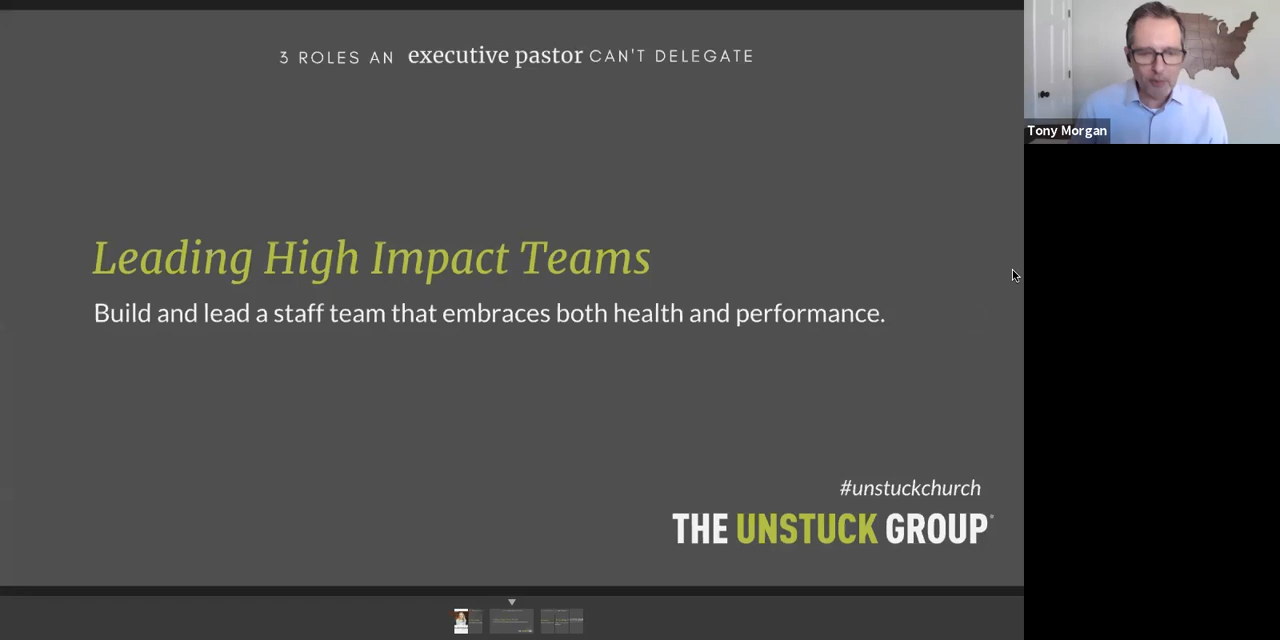 3 ROLES AN executive pastor CAN'T DELEGATE
Tony Morgan
Leading High Impact Teams
Build and lead a staff team that embraces both health and performance.
#unstuckchurch
THE UNSTUCK GROUP